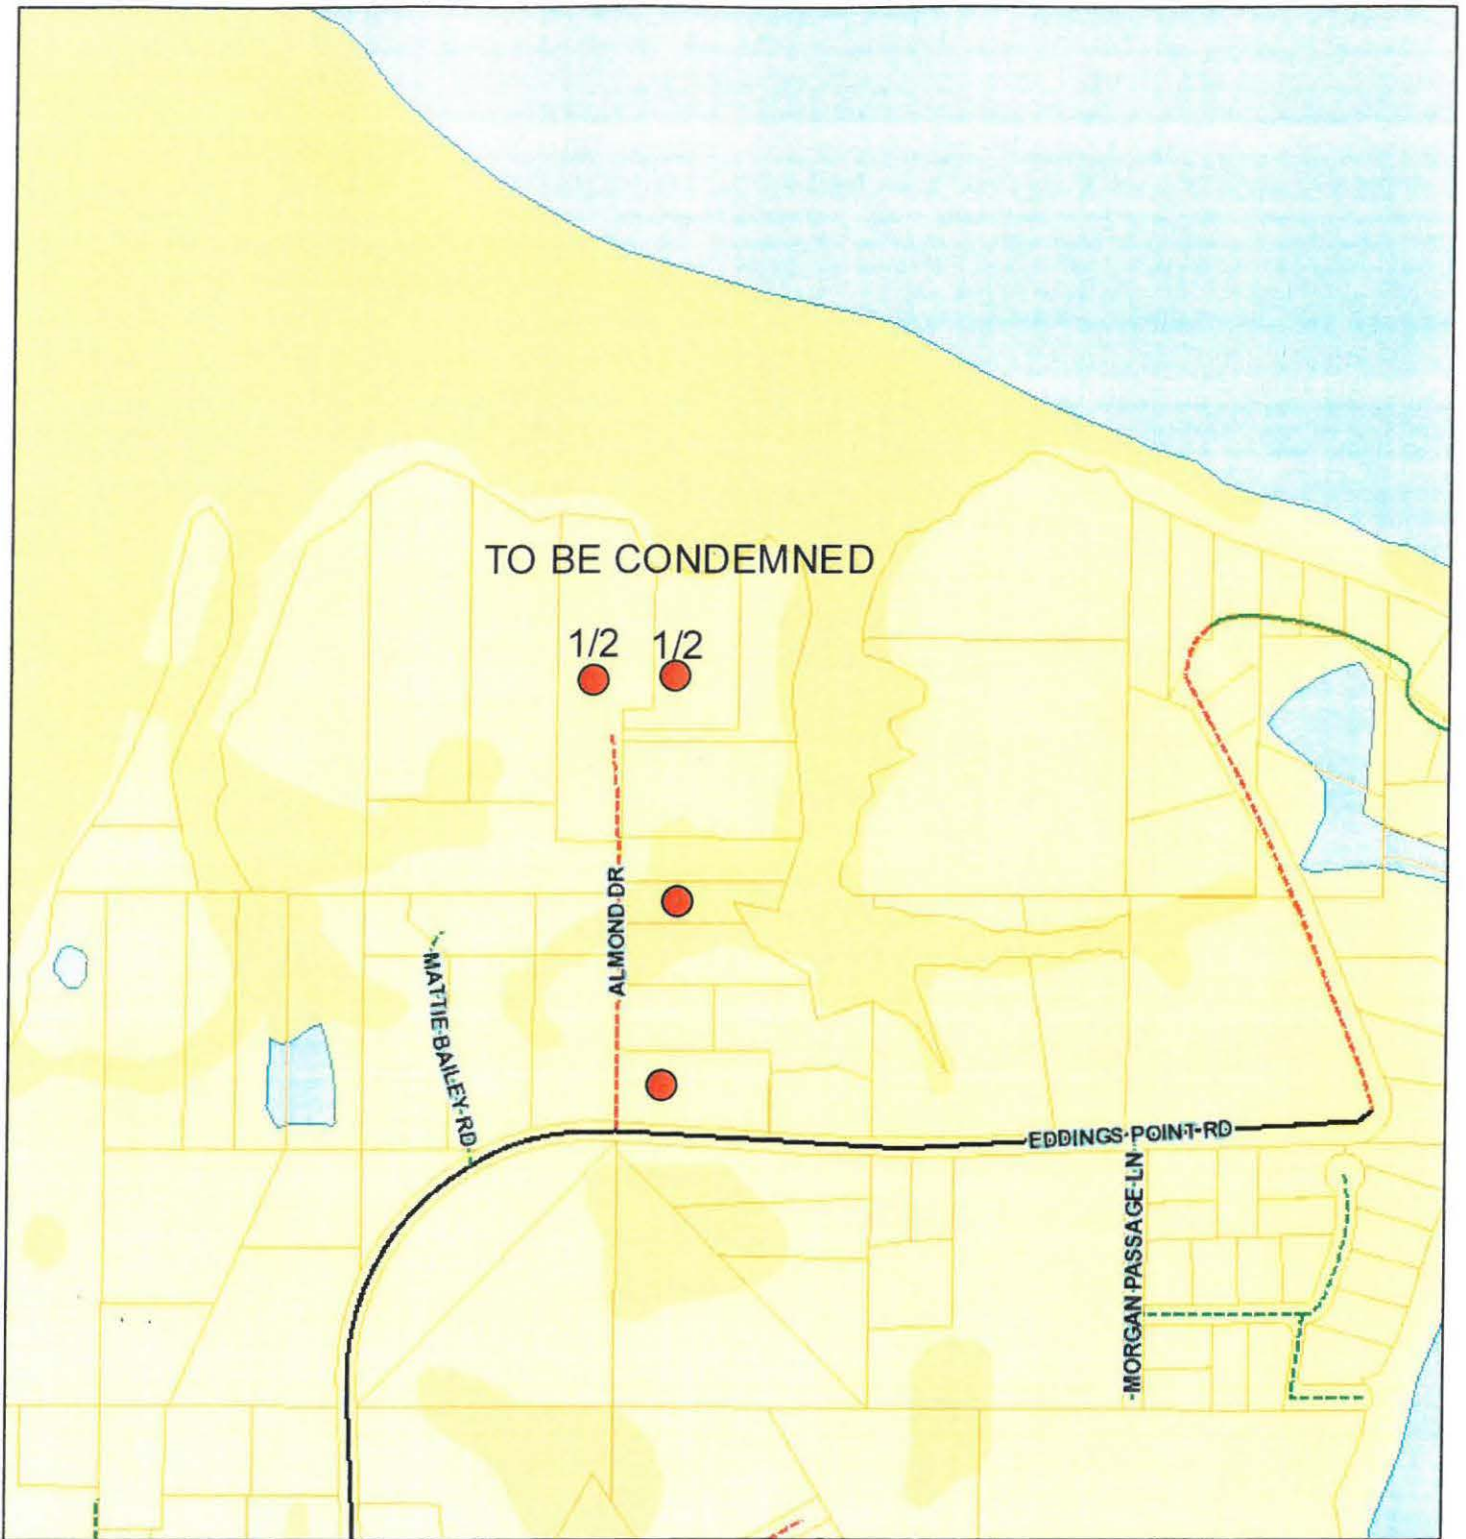 TO BE CONDEMNED
1/2 1/2
ALMOND DR
MATTIE BAILEY RD
EDDINGS POINT RD
MORGAN PASSAGE LN